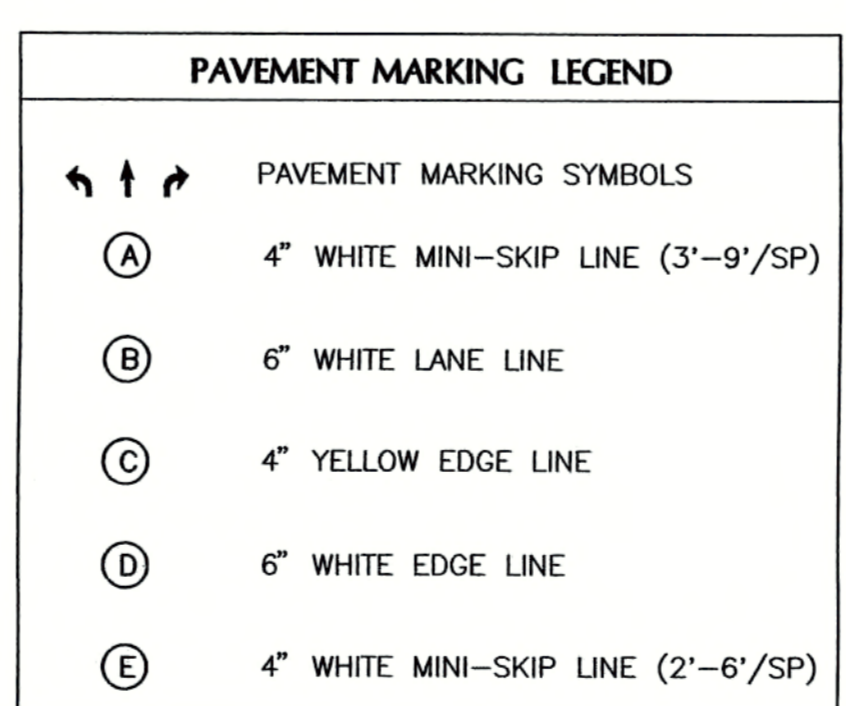 PAVEMENT MARKING LEGEND
PAVEMENT MARKING SYMBOLS
A 4" WHITE MINI-SKIP LINE (3'-9'/SP)
B 6" WHITE LANE LINE
C 4" YELLOW EDGE LINE
D 6" WHITE EDGE LINE
E 4" WHITE MINI-SKIP LINE (2'-6'/SP)